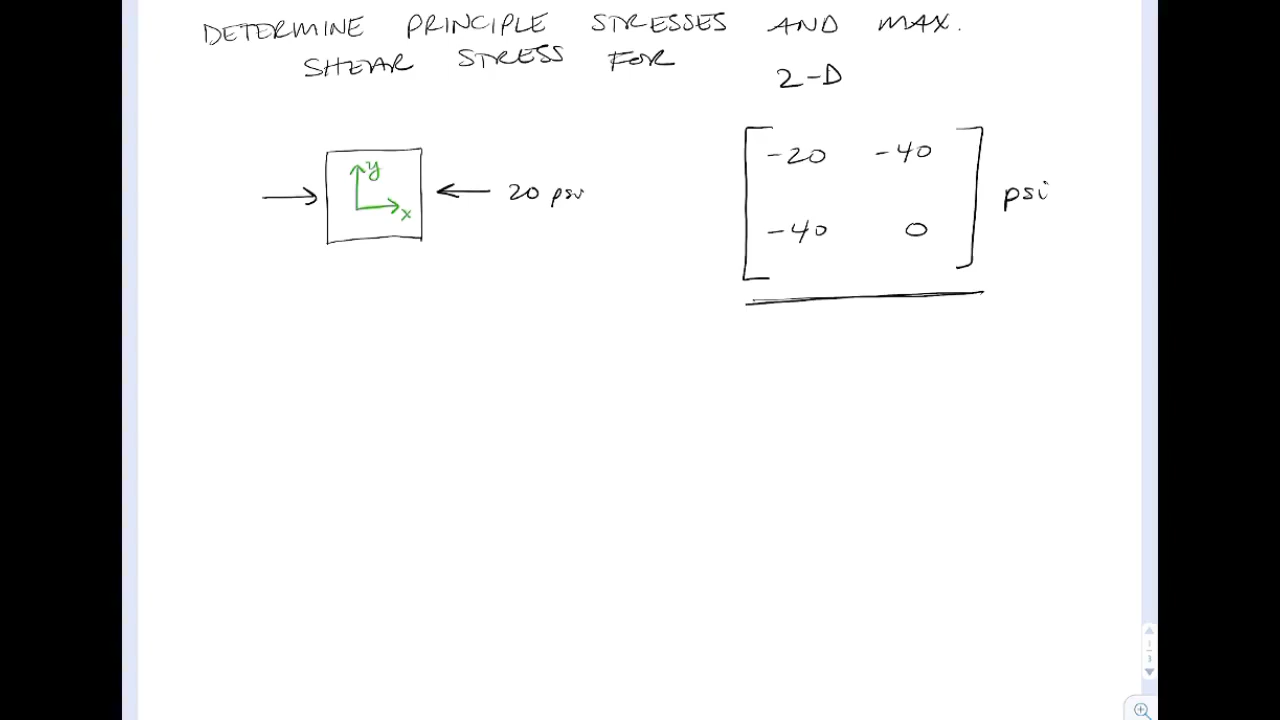 DETERMINE PRINCIPLE STRESSES AND MAX.
SHEAR STRESS FOR
2-D
y
x
20 psi
-20 -40
-40 0
psi